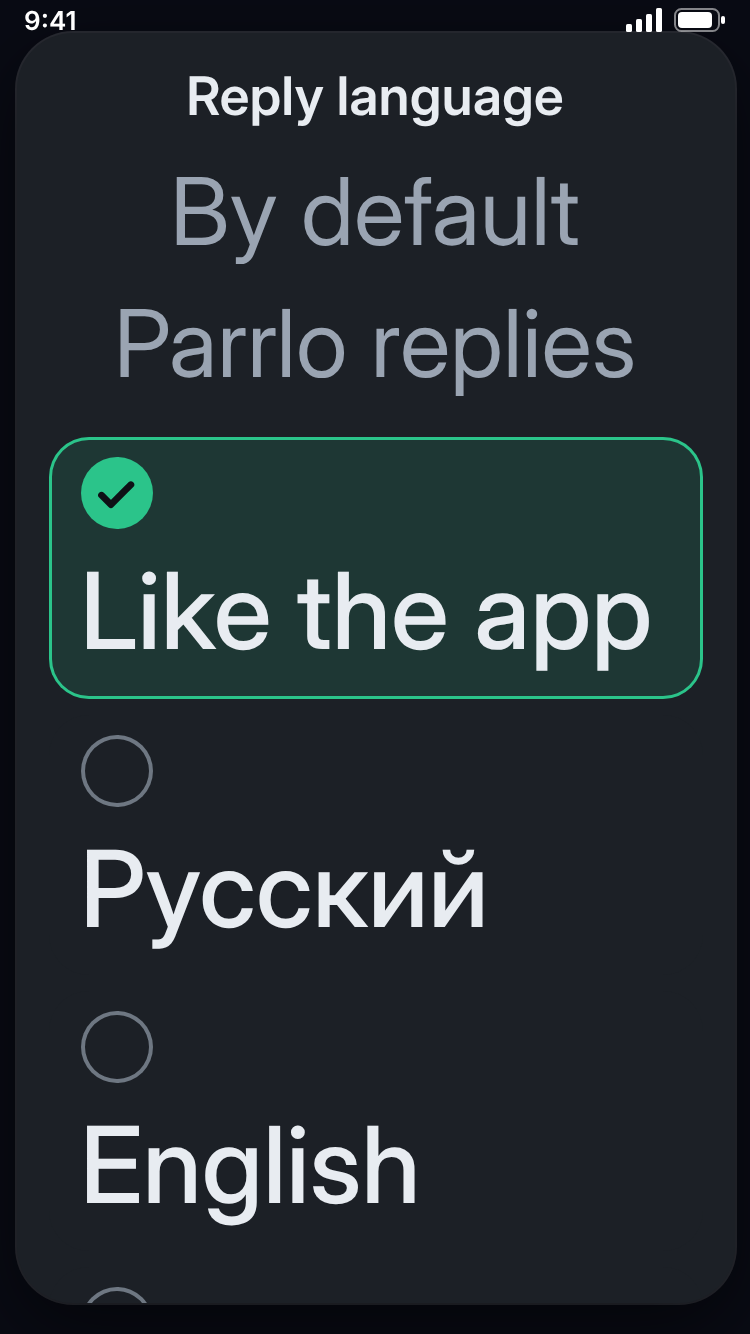 9:41
Reply language
By default
Parrlo replies
Like the app
Русский
English